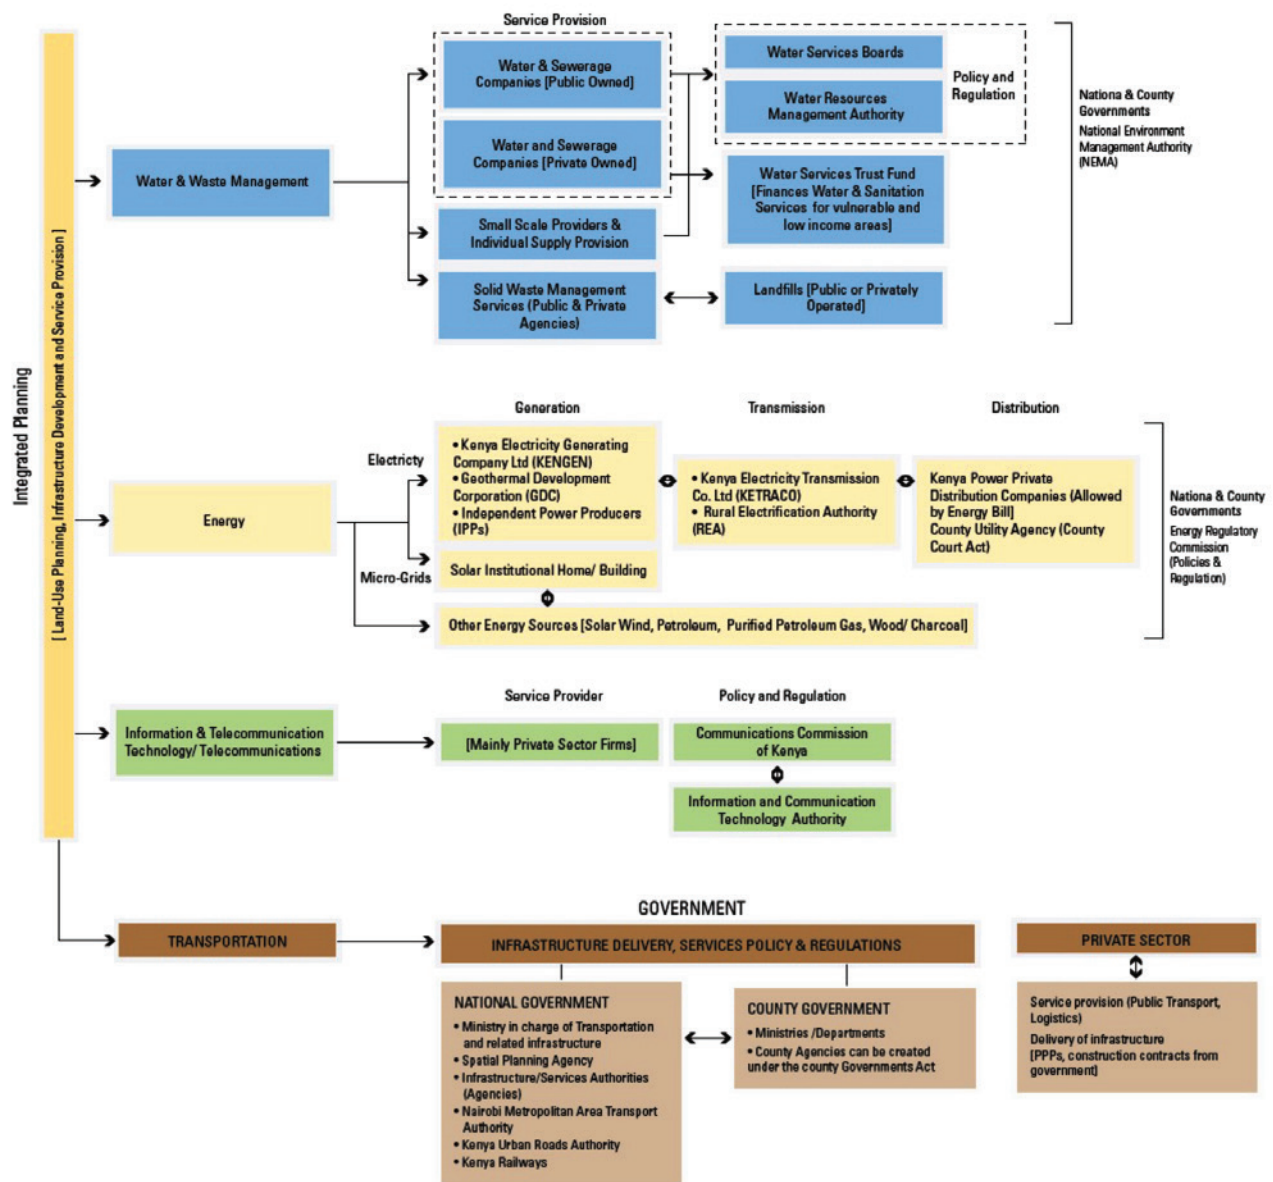 Integrated Planning
[ Land-Use Planning, Infrastructure Development and Service Provision ]
Service Provision
Water & Waste Management
Water & Sewerage
Companies [Public Owned]
Water and Sewerage
Companies [Private Owned]
Small Scale Providers &
Individual Supply Provision
Solid Waste Management
Services (Public & Private
Agencies)
Water Services Boards
Water Resources
Management Authority
Policy and
Regulation
Water Services Trust Fund
[Finances Water & Sanitation
Services for vulnerable and
low income areas]
Landfills [Public or Privately
Operated]
Nationa & County
Governments
National Environment
Management Authority
(NEMA)
Generation
Transmission
Distribution
Energy
Electricty
Micro-Grids
• Kenya Electricity Generating
Company Ltd (KENGEN)
• Geothermal Development
Corporation (GDC)
• Independent Power Producers
(IPPs)
• Kenya Electricity Transmission
Co. Ltd (KETRACO)
• Rural Electrification Authority
(REA)
Kenya Power Private
Distribution Companies (Allowed
by Energy Bill]
County Utility Agency (County
Court Act)
Solar Institutional Home/ Building
Other Energy Sources [Solar Wind, Petroleum, Purified Petroleum Gas, Wood/ Charcoal]
Nationa & County
Governments
Energy Regulatory
Commission
(Policies &
Regulation)
Service Provider
Policy and Regulation
Information & Telecommunication
Technology/ Telecommunications
[Mainly Private Sector Firms]
Communications Commission
of Kenya
Information and Communication
Technology Authority
GOVERNMENT
TRANSPORTATION
INFRASTRUCTURE DELIVERY, SERVICES POLICY & REGULATIONS
PRIVATE SECTOR
NATIONAL GOVERNMENT
• Ministry in charge of Transportation
and related infrastructure
• Spatial Planning Agency
• Infrastructure/Services Authorities
(Agencies)
• Nairobi Metropolitan Area Transport
Authority
• Kenya Urban Roads Authority
• Kenya Railways
COUNTY GOVERNMENT
• Ministries /Departments
• County Agencies can be created
under the county Governments Act
Service provision (Public Transport,
Logistics)
Delivery of infrastructure
[PPPs, construction contracts from
government]